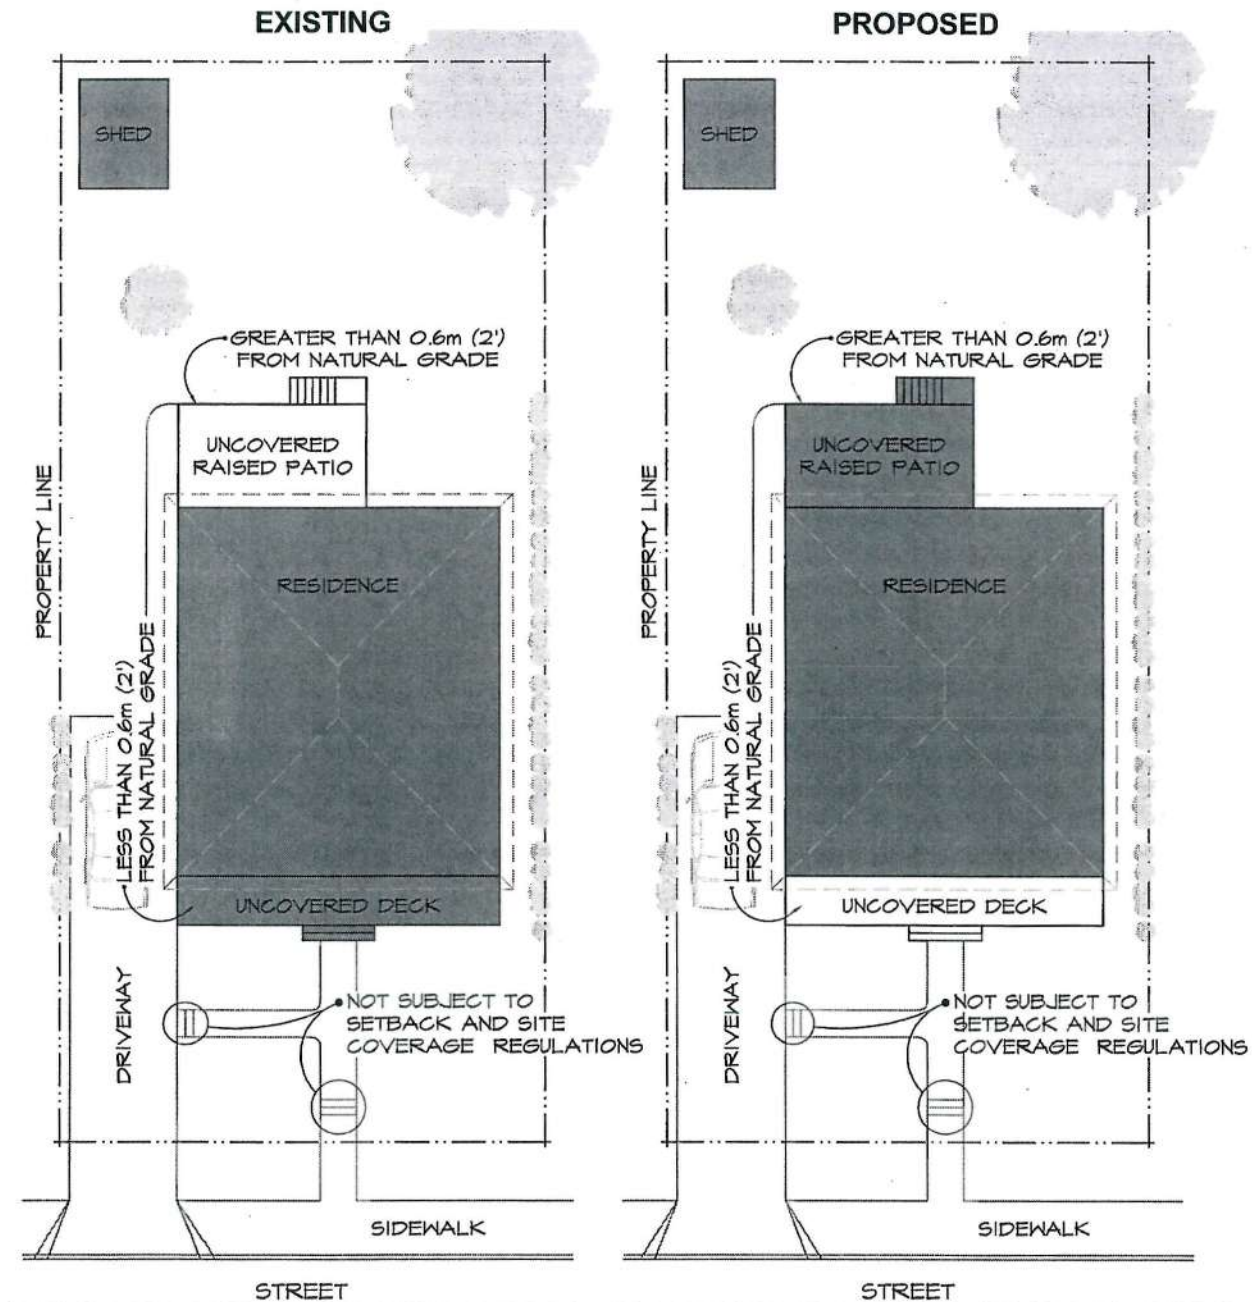 EXISTING
SHED
GREATER THAN 0.6m (2')
FROM NATURAL GRADE
UNCOVERED
RAISED PATIO
PROPERTY LINE
RESIDENCE
LESS THAN 0.6m (2')
FROM NATURAL GRADE
UNCOVERED DECK
DRIVEWAY
NOT SUBJECT TO
SETBACK AND SITE
COVERAGE REGULATIONS
SIDEWALK
STREET
PROPOSED
SHED
GREATER THAN 0.6m (2')
FROM NATURAL GRADE
UNCOVERED
RAISED PATIO
PROPERTY LINE
RESIDENCE
LESS THAN 0.6m (2')
FROM NATURAL GRADE
UNCOVERED DECK
DRIVEWAY
NOT SUBJECT TO
SETBACK AND SITE
COVERAGE REGULATIONS
SIDEWALK
STREET